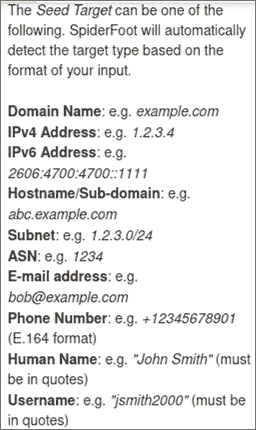 The Seed Target can be one of the
following. SpiderFoot will automatically
detect the target type based on the
format of your input.
Domain Name: e.g. example.com
IPv4 Address: e.g. 1.2.3.4
IPv6 Address: e.g.
2606:4700:4700::1111
Hostname/Sub-domain: e.g.
abc.example.com
Subnet: e.g. 1.2.3.0/24
ASN: e.g. 1234
E-mail address: e.g.
bob@example.com
Phone Number: e.g. +12345678901
(E.164 format)
Human Name: e.g. "John Smith" (must
be in quotes)
Username: e.g. "jsmith2000" (must be
in quotes)